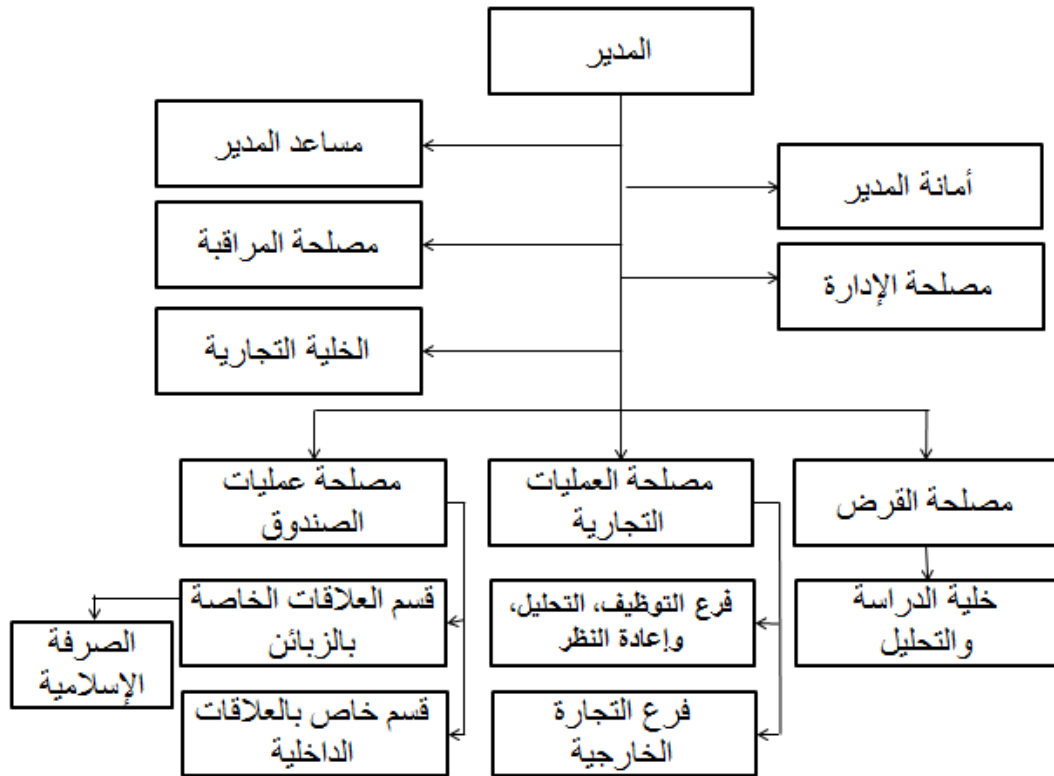 المدير
مساعد المدير
أمانة المدير
مصلحة المراقبة
مصلحة الإدارة
الخلية التجارية
مصلحة القرض
مصلحة العمليات
التجارية
مصلحة عمليات
الصندوق
خلية الدراسة
والتحليل
فرع التوظيف، التحليل،
وإعادة النظر
قسم العلاقات الخاصة
بالزبائن
الصرفة
الإسلامية
فرع التجارة
الخارجية
قسم خاص بالعلاقات
الداخلية